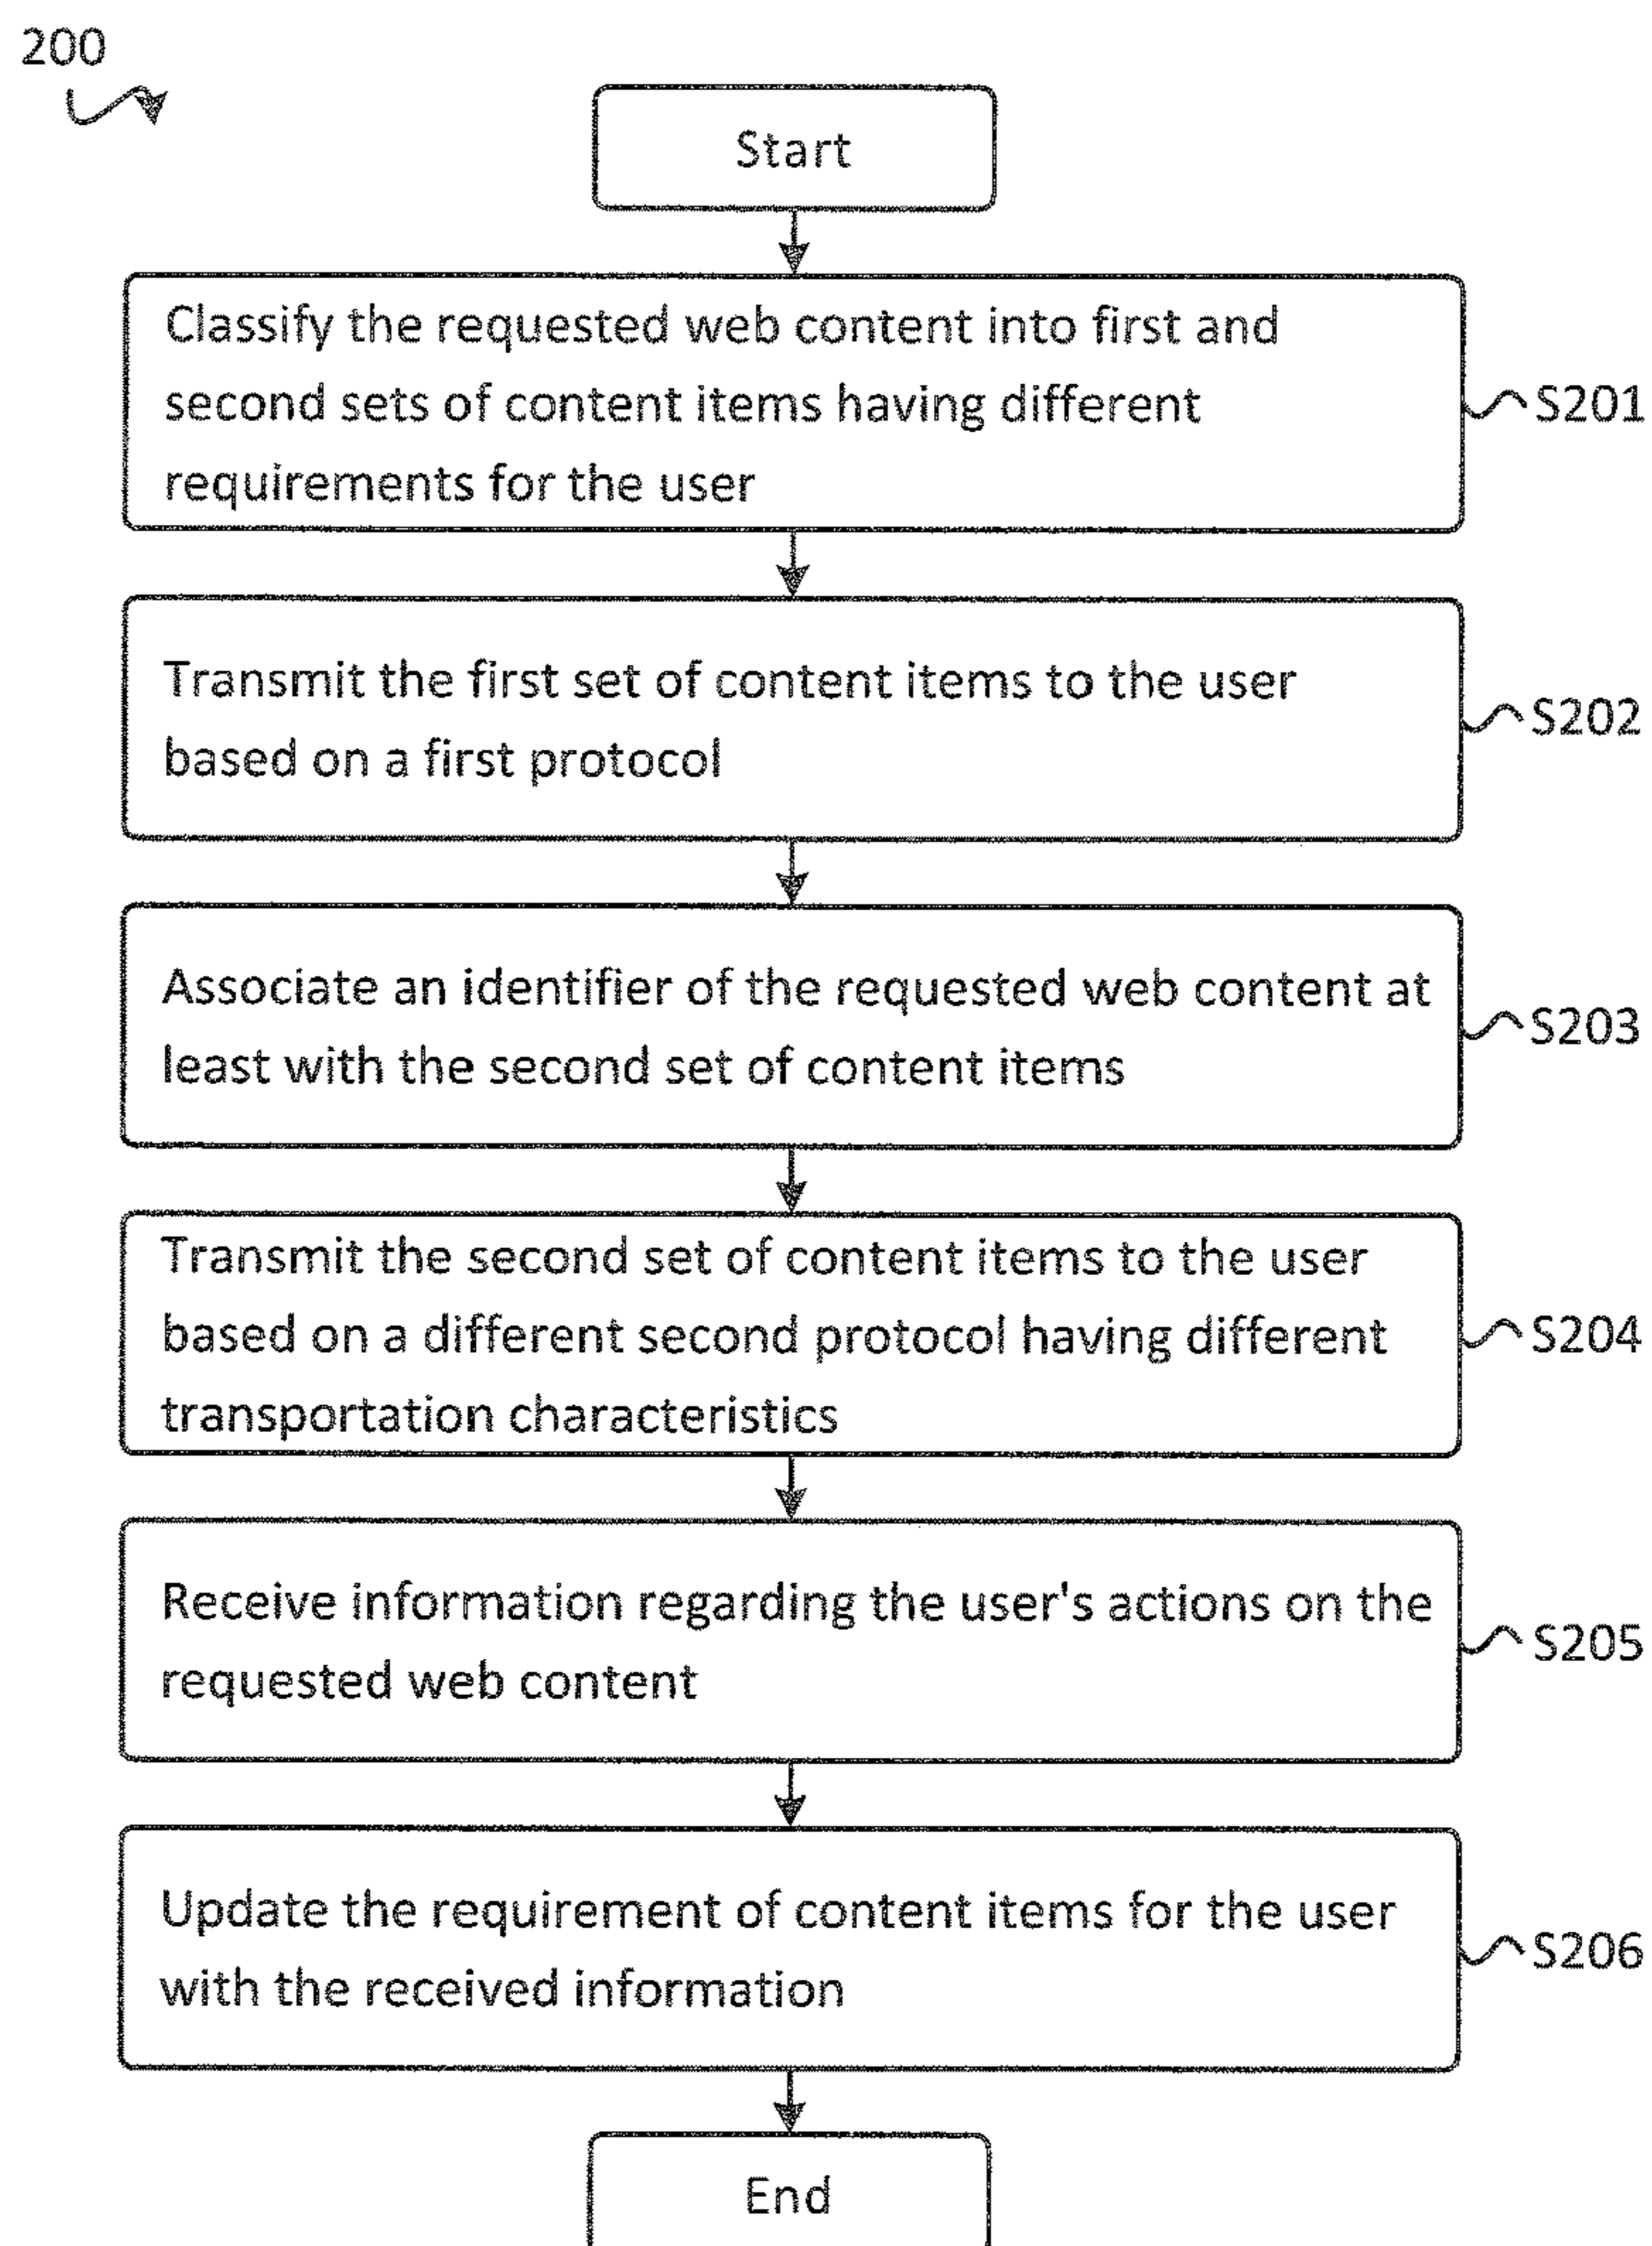 200
Start
Classify the requested web content into first and
second sets of content items having different
requirements for the user
S201
Transmit the first set of content items to the user
based on a first protocol
S202
Associate an identifier of the requested web content at
least with the second set of content items
S203
Transmit the second set of content items to the user
based on a different second protocol having different
transportation characteristics
S204
Receive information regarding the user's actions on the
requested web content
S205
Update the requirement of content items for the user
with the received information
S206
End